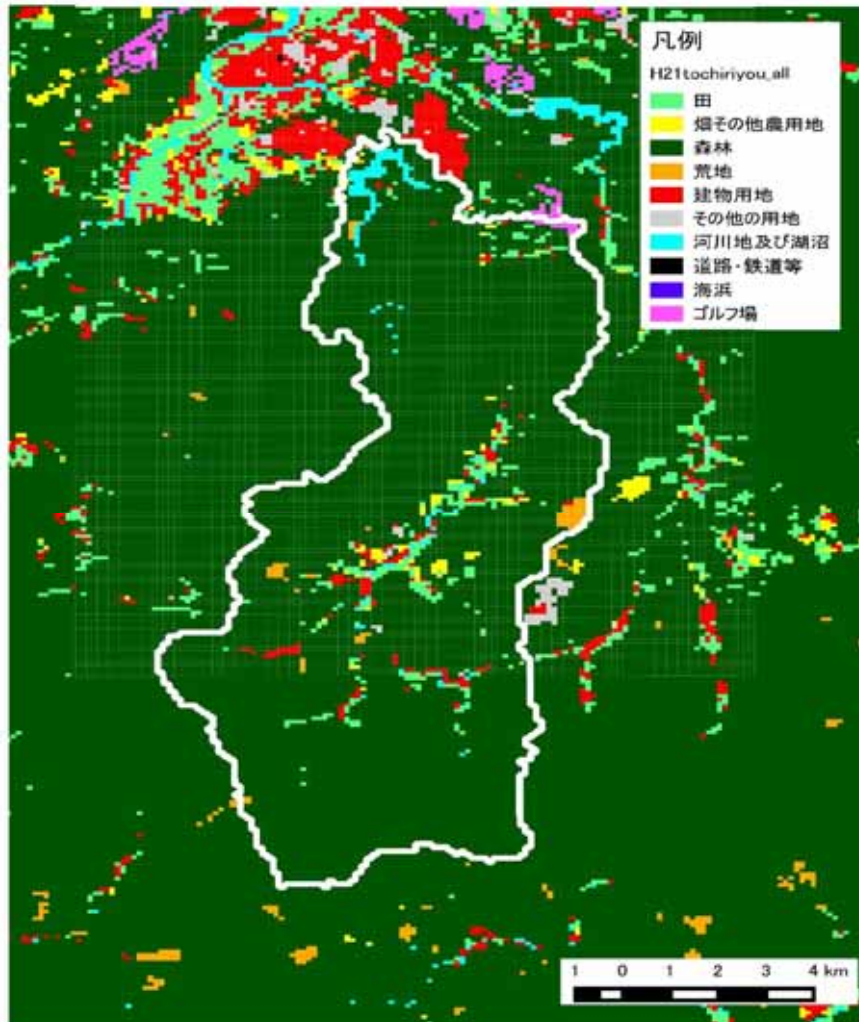 凡例
H21tochiriyou_all
田
畑その他農用地
森林
荒地
建物用地
その他の用地
河川地及び湖沼
道路・鉄道等
海浜
ゴルフ場
1 0 1 2 3 4 km